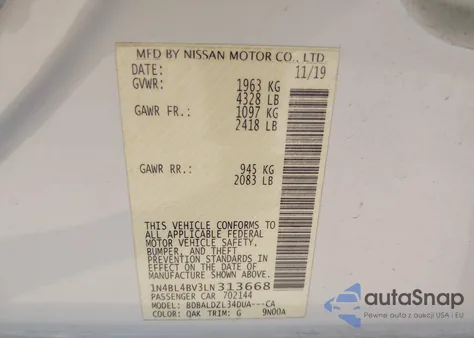 MFD BY NISSAN MOTOR CO., LTD
DATE: 11/19
GVWR: 1963 KG
4328 LB
GAWR FR.: 1097 KG
2418 LB
GAWR RR.: 945 KG
2083 LB
THIS VEHICLE CONFORMS TO
ALL APPLICABLE FEDERAL
MOTOR VEHICLE SAFETY,
BUMPER, AND THEFT
PREVENTION STANDARDS IN
EFFECT ON THE DATE OF
MANUFACTURE SHOWN ABOVE.
1N4BL4BV3LN313668
PASSENGER CAR 702144
MODEL: BDBALDZL34DUA---CA
COLOR: QAK TRIM: G 9N00A
autoSnap
Pewne auta z USA i Europy